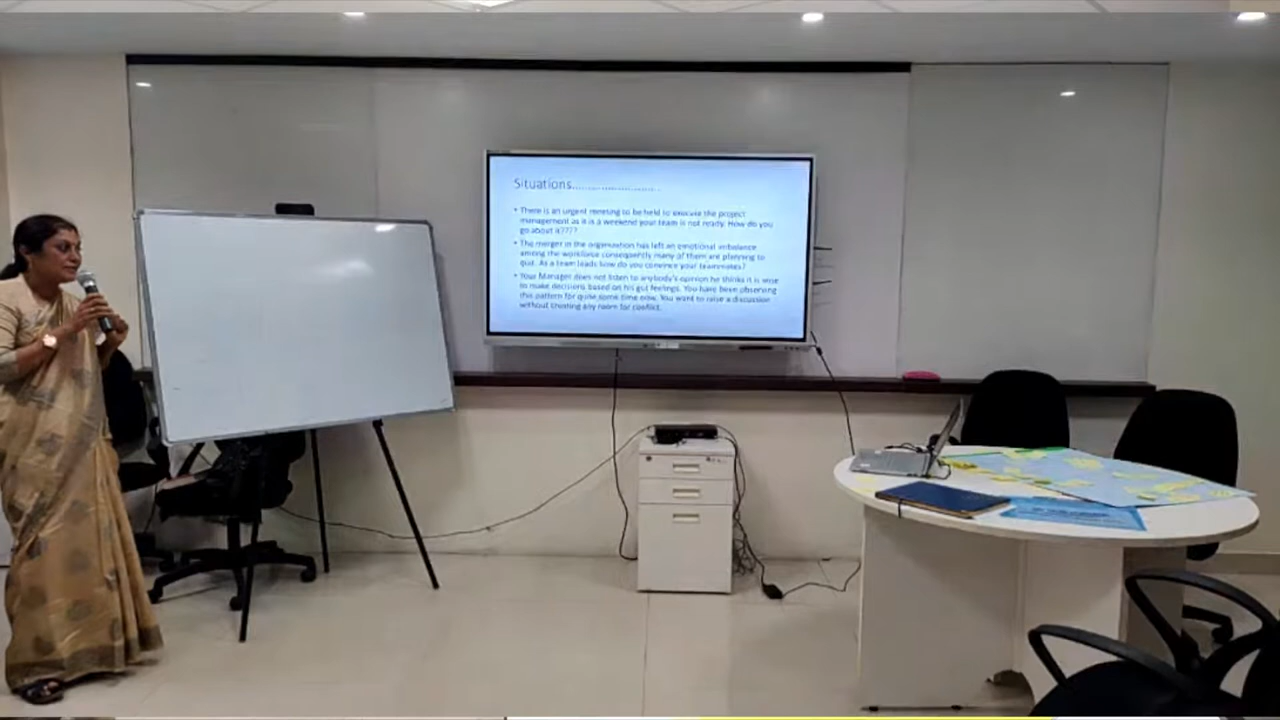 Situations........................
• There is an urgent meeting to be held to execute the project
management as it is a weekend your team is not ready. How do you
go about it????
• The merger in the organization has left an emotional imbalance
among the workforce consequently many of them are planning to
quit. As a team leads how do you convince your teammates?
• Your Manager does not listen to anybody's opinion he thinks it is wise
to make decisions based on his gut feelings. You have been observing
this pattern for quite some time now. You want to raise a discussion
without creating any room for conflict.